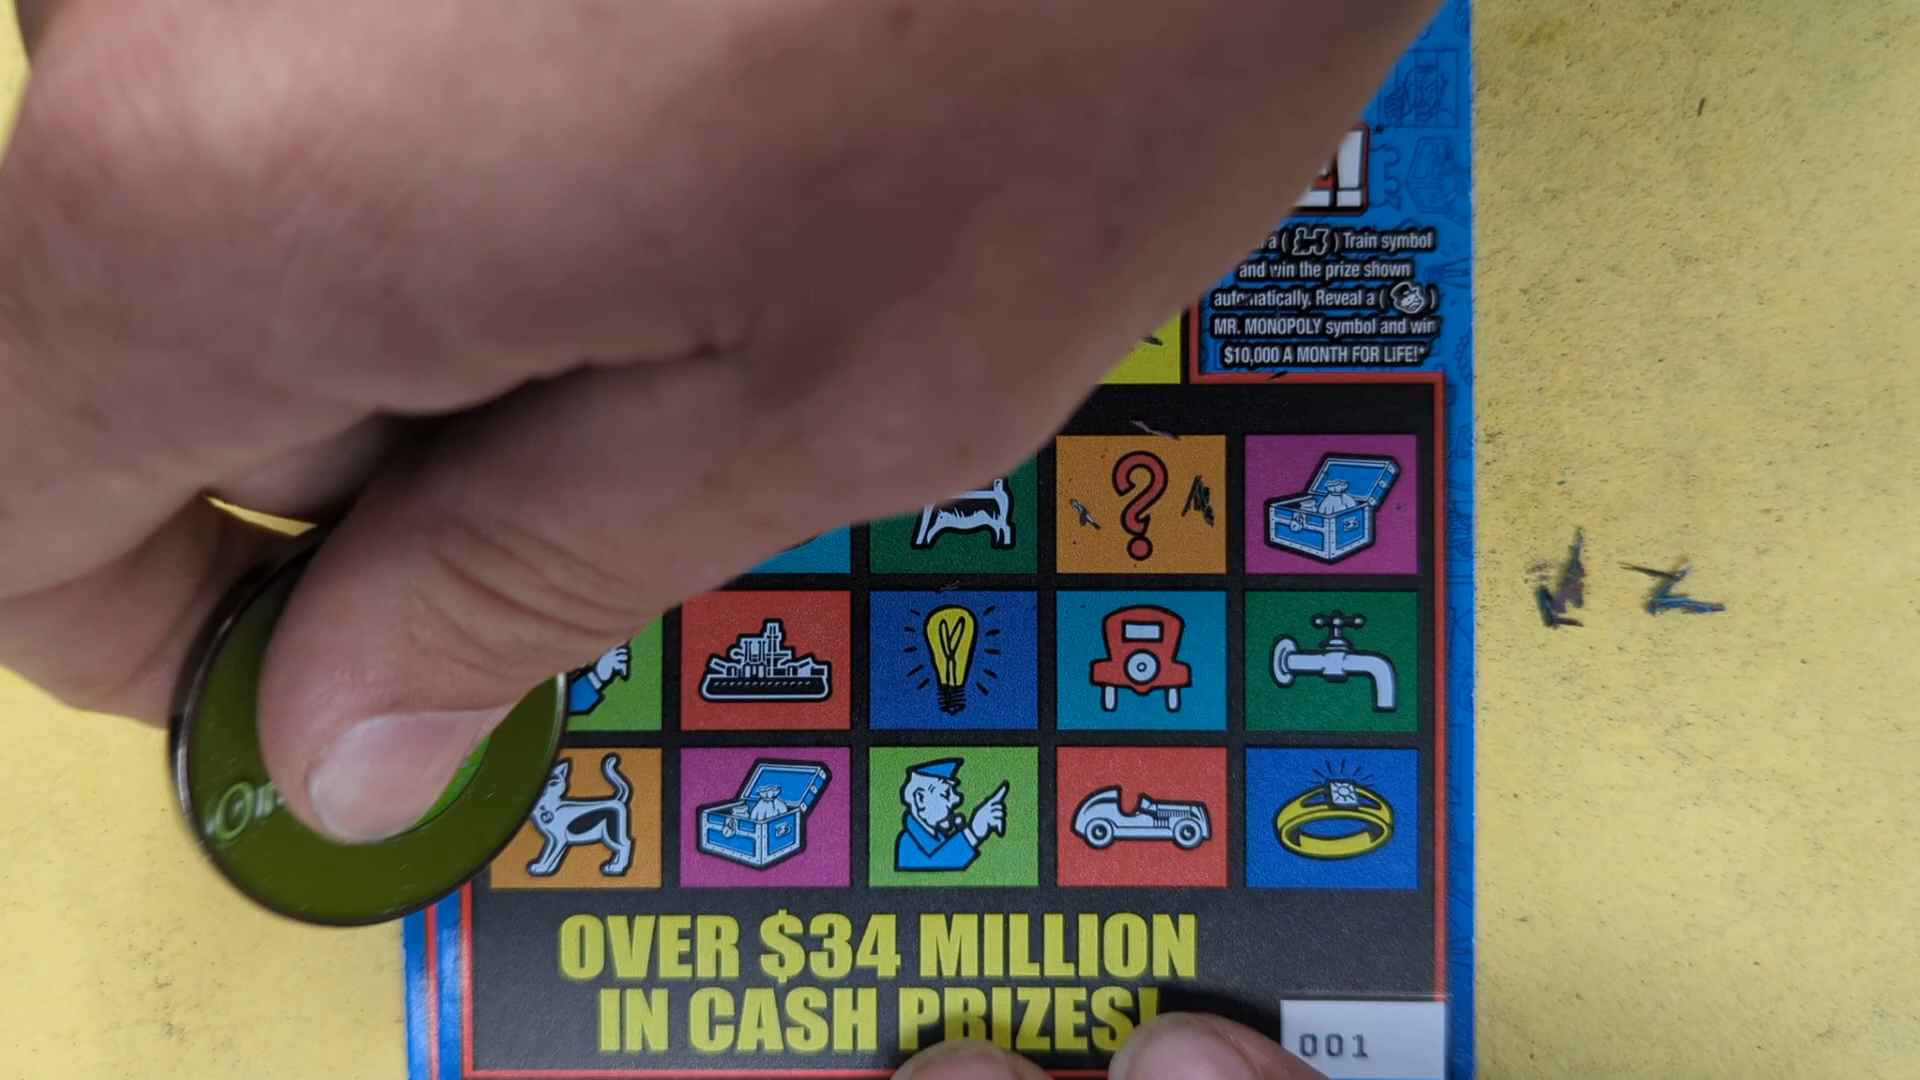 a ( ) Train symbol
and win the prize shown
automatically. Reveal a ( )
MR. MONOPOLY symbol and win
$10,000 A MONTH FOR LIFE!*
?
OVER $34 MILLION
IN CASH PRIZES!
001